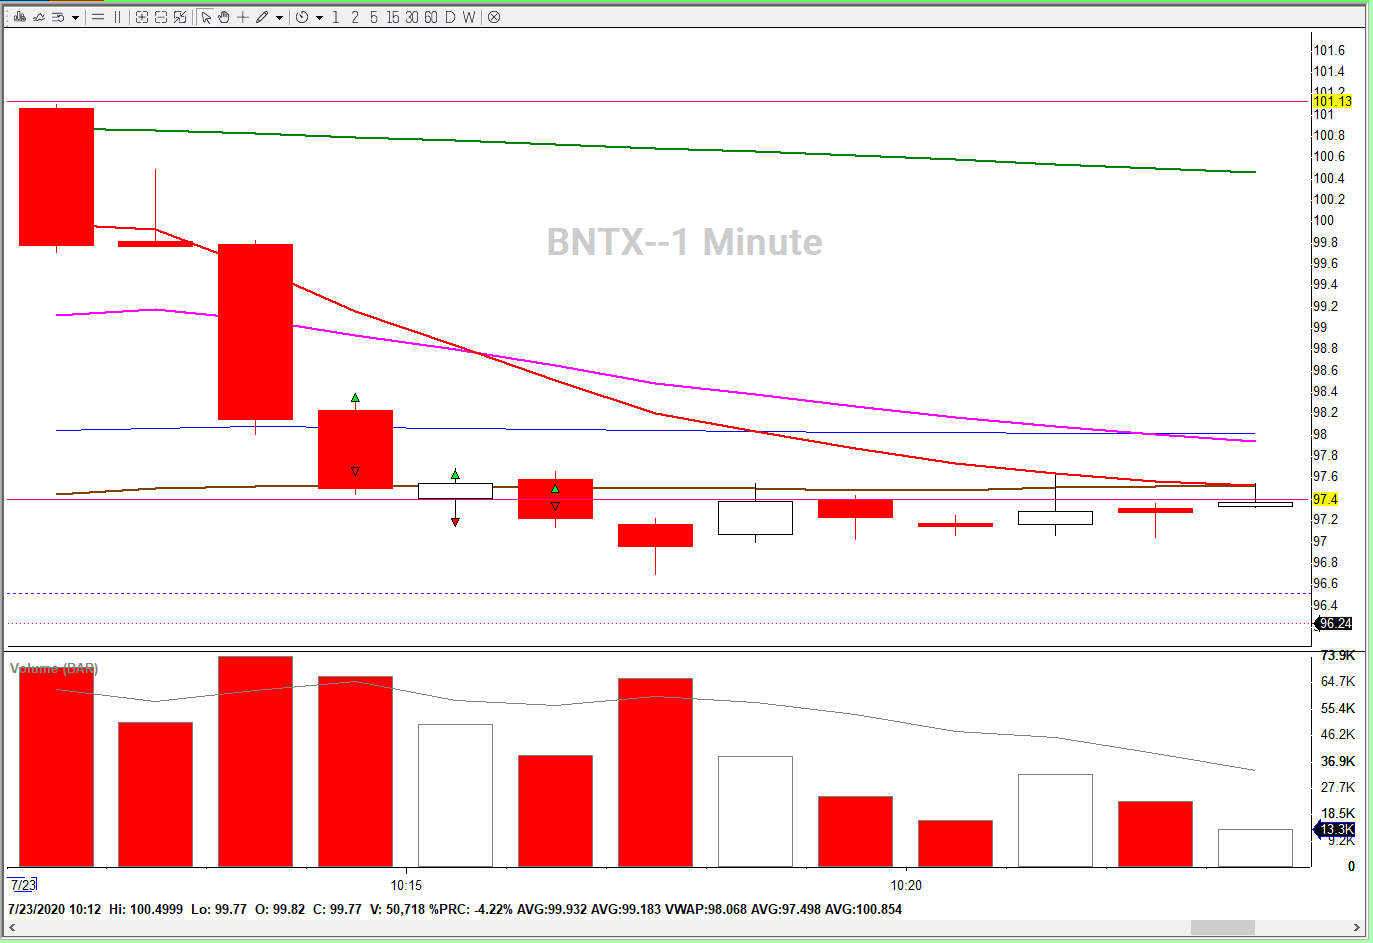 1 2 5 15 30 60 D W
101.6
101.4
101.2
101.13
101
100.8
100.6
100.4
100.2
100
BNTX--1 Minute
99.8
99.6
99.4
99.2
99
98.8
98.6
98.4
98.2
98
97.8
97.6
97.4
97.2
97
96.8
96.6
96.4
96.24
Volume (BAR)
73.9K
64.7K
55.4K
46.2K
36.9K
27.7K
18.5K
13.3K
9.2K
0
7/23 10:15 10:20
7/23/2020 10:12 Hi: 100.4999 Lo: 99.77 O: 99.82 C: 99.77 V: 50,718 %PRC: -4.22% AVG:99.932 AVG:99.183 VWAP:98.068 AVG:97.498 AVG:100.854